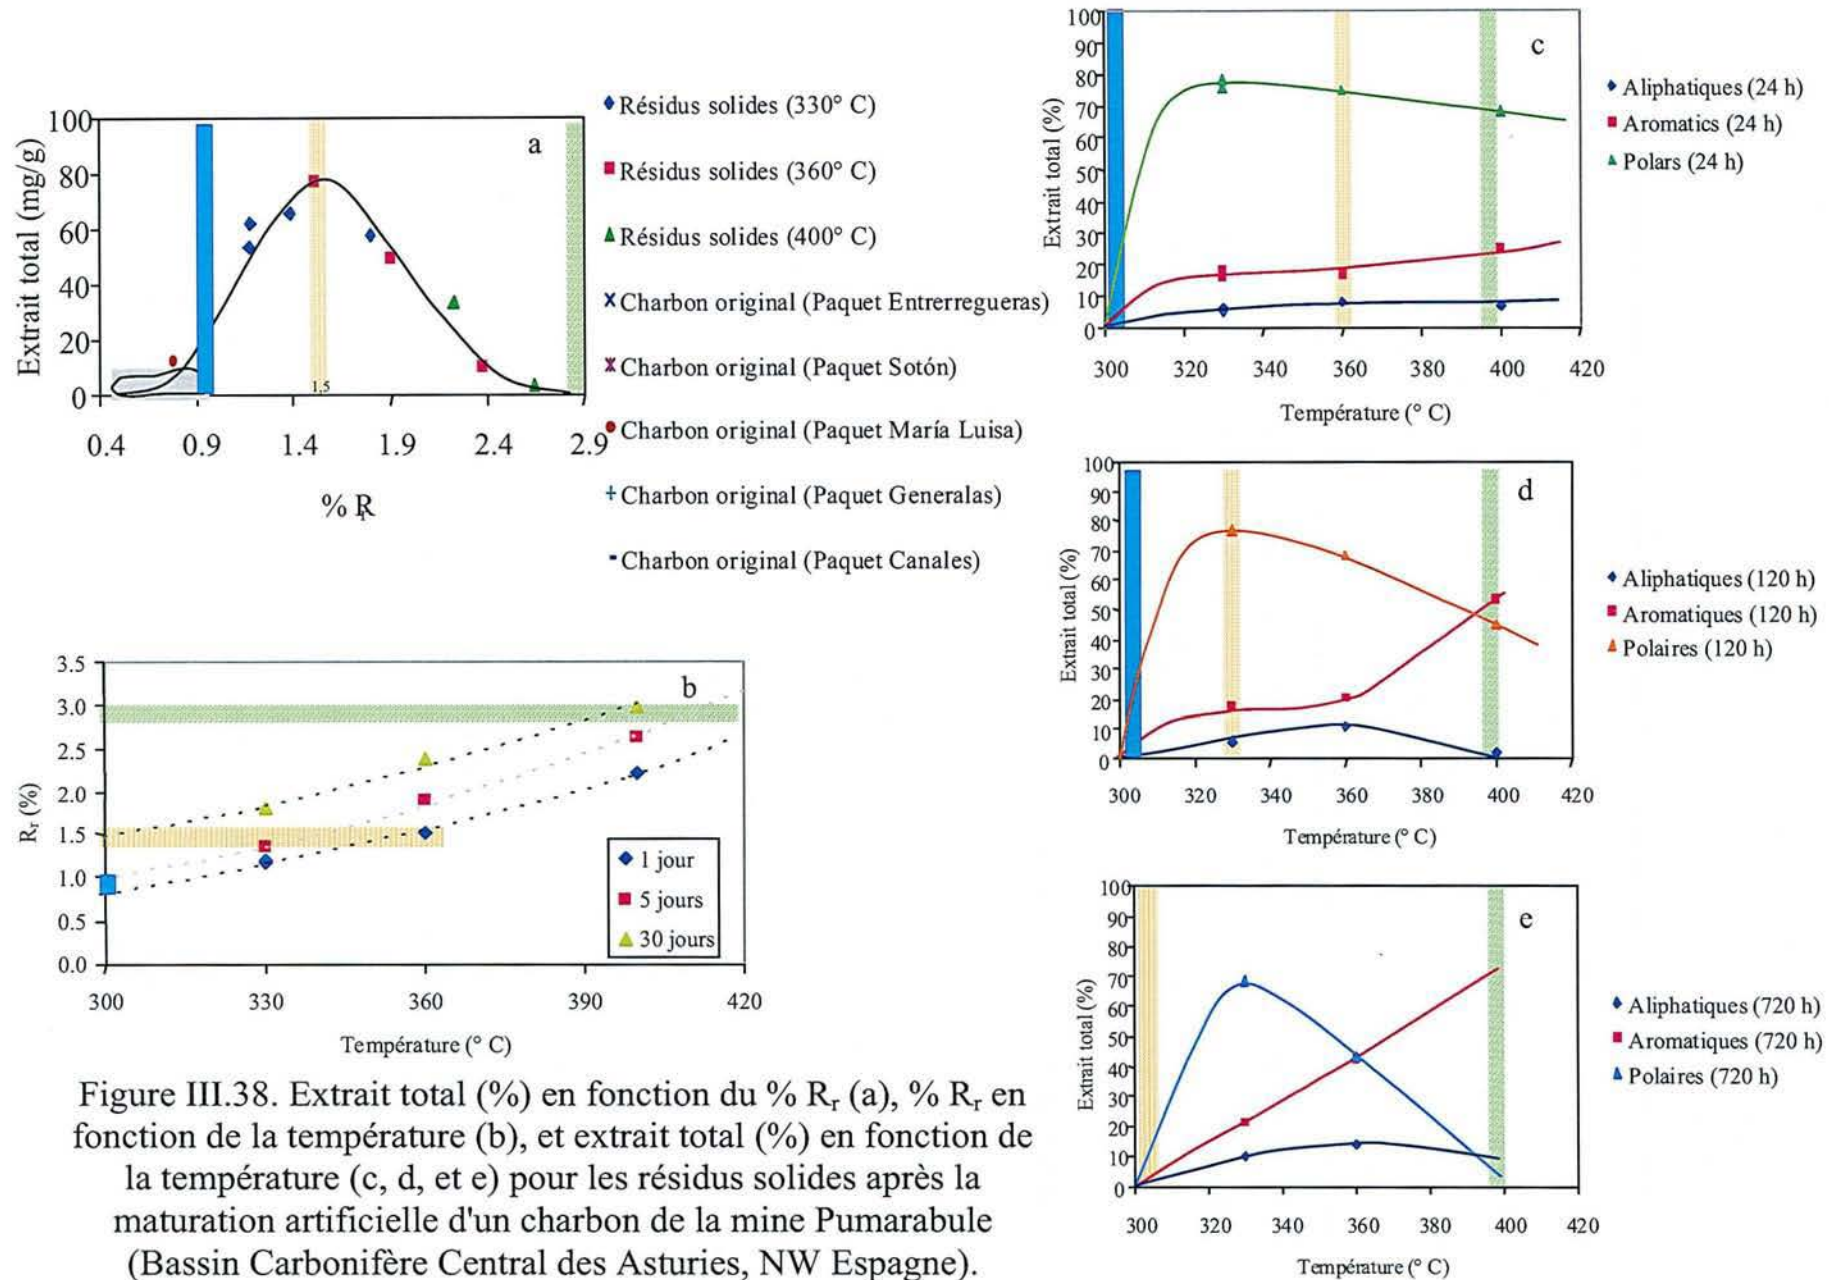 100
80
60
40
20
0
Extrait total (mg/g)
a
1,5
0.4 0.9 1.4 1.9 2.4 2.9
% Rr
Résidus solides (330° C)
Résidus solides (360° C)
Résidus solides (400° C)
Charbon original (Paquet Entrerregueras)
Charbon original (Paquet Sotón)
Charbon original (Paquet María Luisa)
Charbon original (Paquet Generalas)
Charbon original (Paquet Canales)
3.5
3.0
2.5
2.0
1.5
1.0
0.5
0.0
Rr (%)
b
1 jour
5 jours
30 jours
300 330 360 390 420
Température (° C)
Figure III.38. Extrait total (%) en fonction du % Rr (a), % Rr en
fonction de la température (b), et extrait total (%) en fonction de
la température (c, d, et e) pour les résidus solides après la
maturation artificielle d'un charbon de la mine Pumarabule
(Bassin Carbonifère Central des Asturies, NW Espagne).
100
90
80
70
60
50
40
30
20
10
0
Extrait total (%)
c
300 320 340 360 380 400 420
Température (° C)
Aliphatiques (24 h)
Aromatics (24 h)
Polars (24 h)
100
90
80
70
60
50
40
30
20
10
0
Extrait total (%)
d
300 320 340 360 380 400 420
Température (° C)
Aliphatiques (120 h)
Aromatiques (120 h)
Polaires (120 h)
100
90
80
70
60
50
40
30
20
10
0
Extrait total (%)
e
300 320 340 360 380 400 420
Température (° C)
Aliphatiques (720 h)
Aromatiques (720 h)
Polaires (720 h)